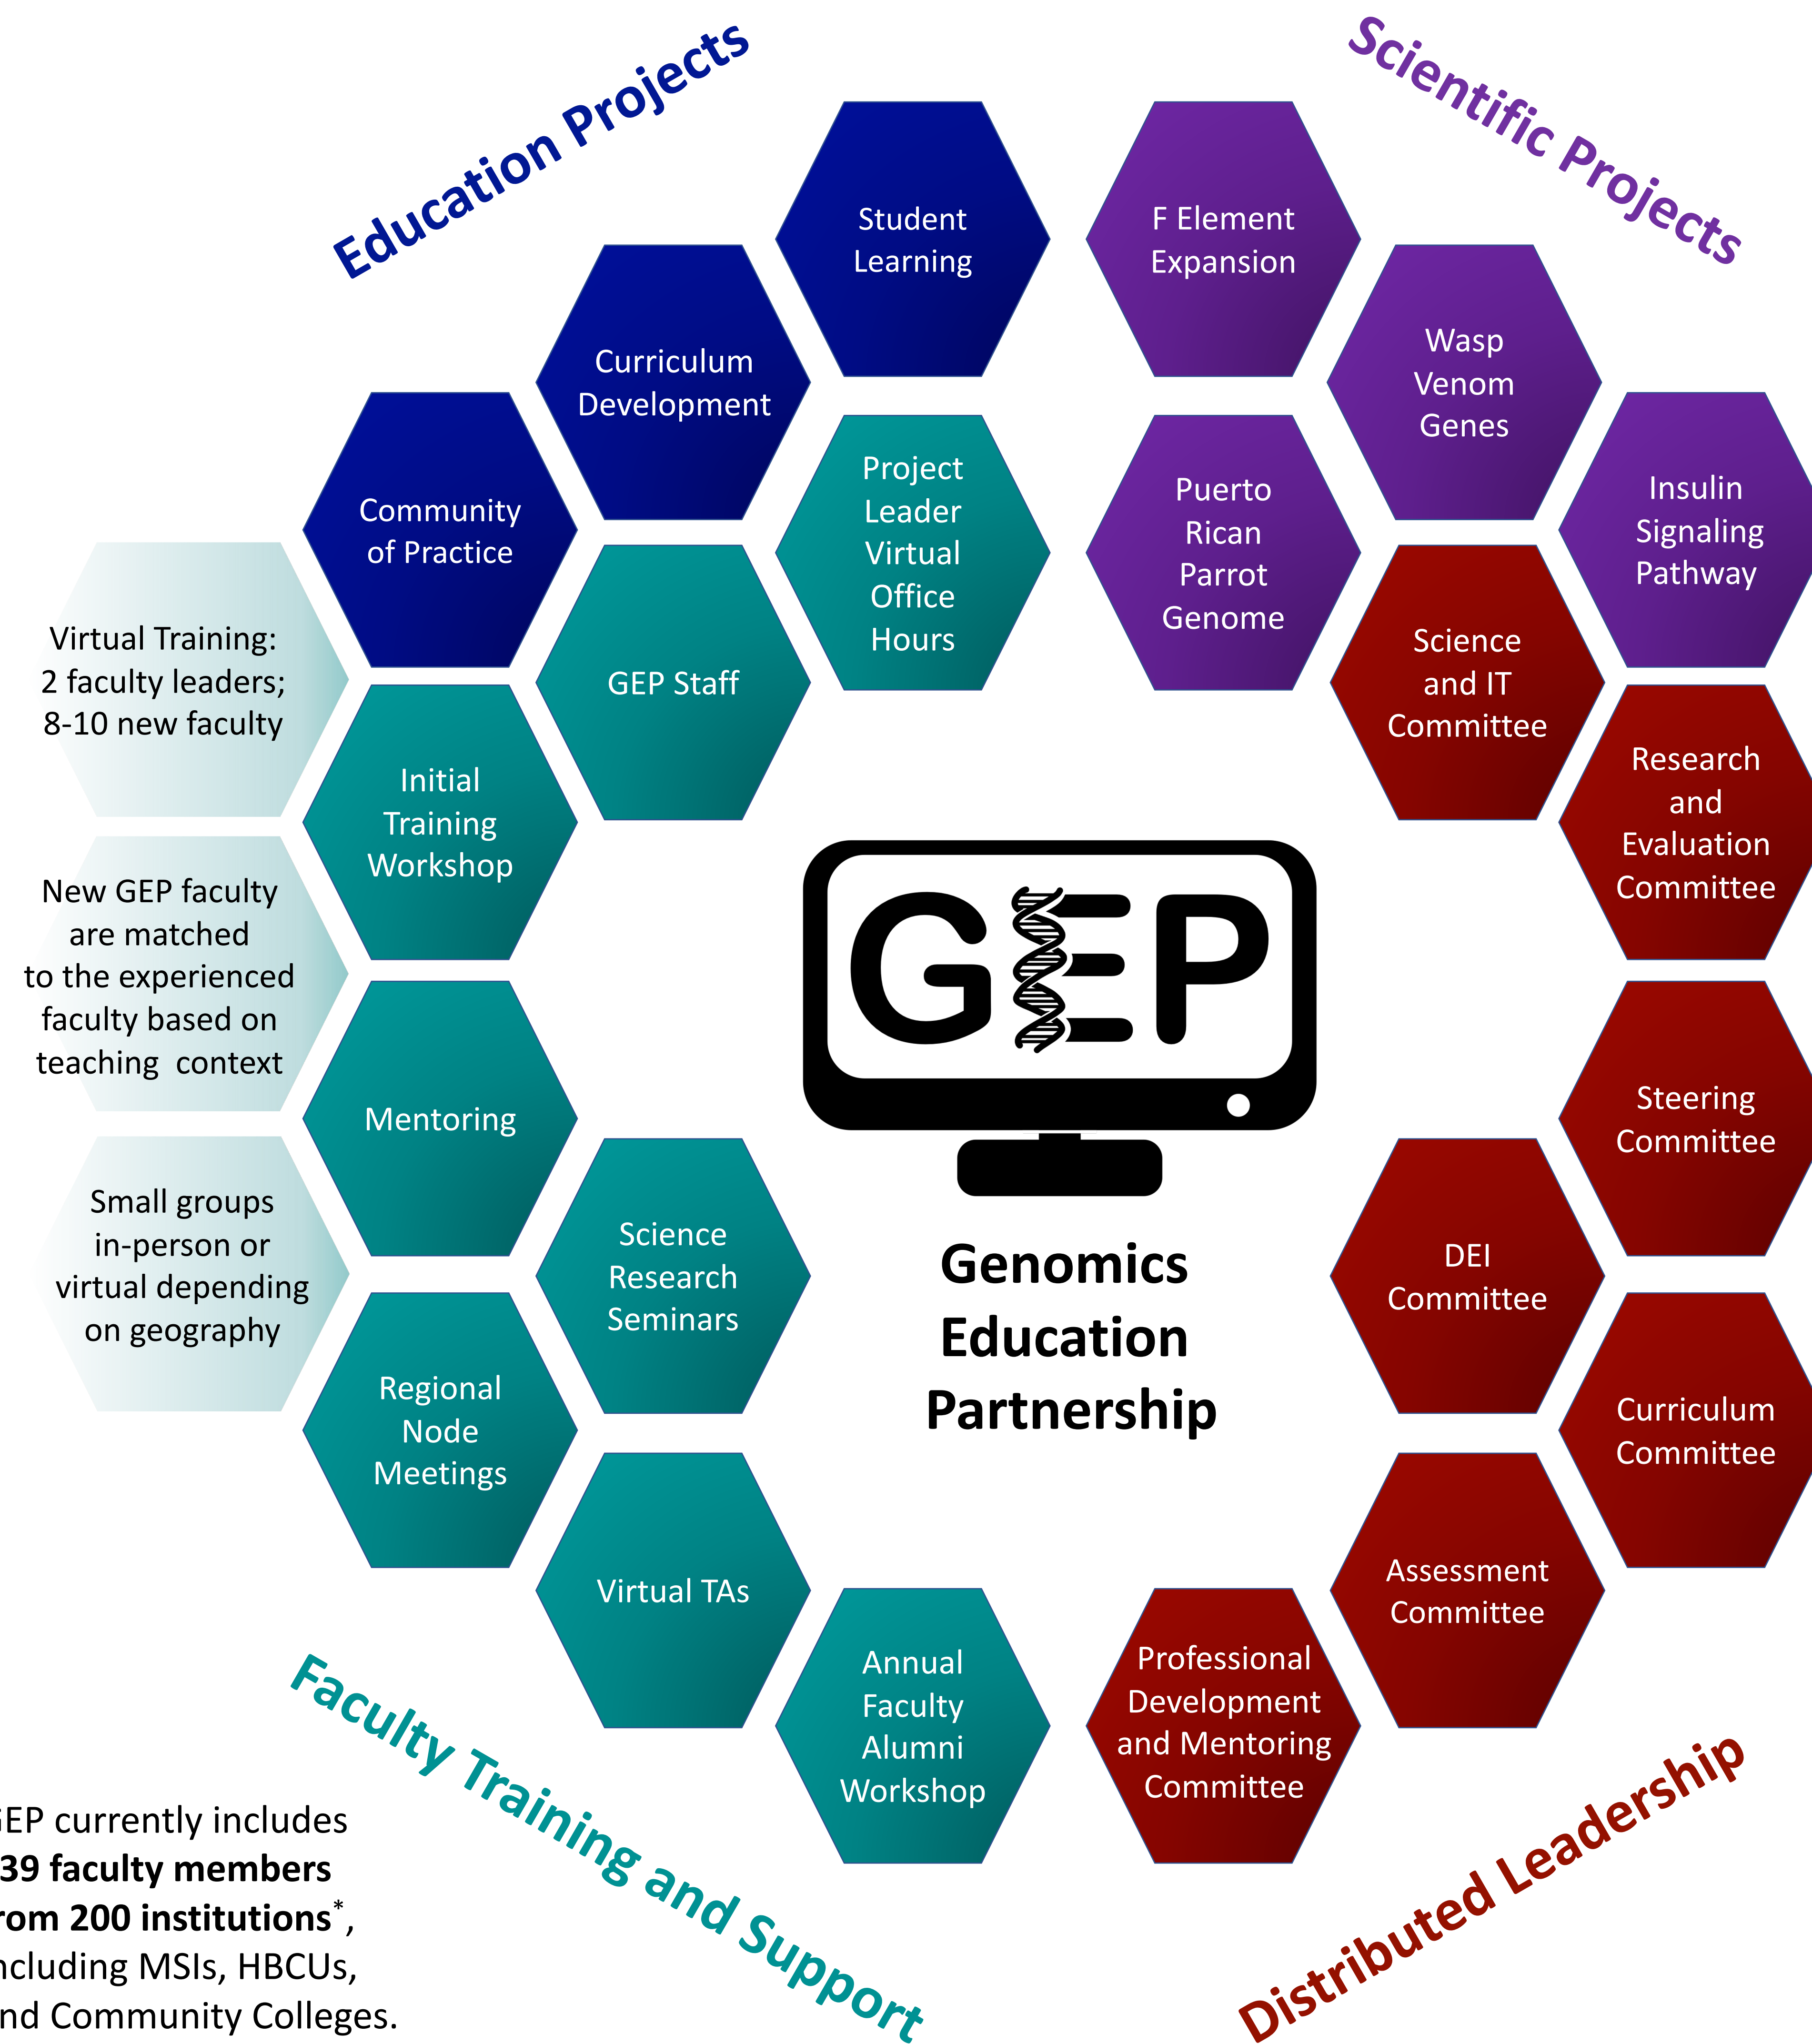 Education Projects
Scientific Projects
Student
Learning
F Element
Expansion
Curriculum
Development
Wasp
Venom
Genes
Community
of Practice
Project
Leader
Virtual
Office
Hours
Puerto
Rican
Parrot
Genome
Insulin
Signaling
Pathway
Virtual Training:
2 faculty leaders;
8-10 new faculty
GEP Staff
Science
and IT
Committee
Initial
Training
Workshop
Research
and
Evaluation
Committee
New GEP faculty
are matched
to the experienced
faculty based on
teaching context
GEP
Mentoring
Steering
Committee
Small groups
in-person or
virtual depending
on geography
Science
Research
Seminars
Genomics
Education
Partnership
DEI
Committee
Regional
Node
Meetings
Curriculum
Committee
Virtual TAs
Assessment
Committee
Annual
Faculty
Alumni
Workshop
Professional
Development
and Mentoring
Committee
Faculty Training and Support
Distributed Leadership
currently includes
faculty members
200 institutions*,
MSIs, HBCUs,
Community Colleges.